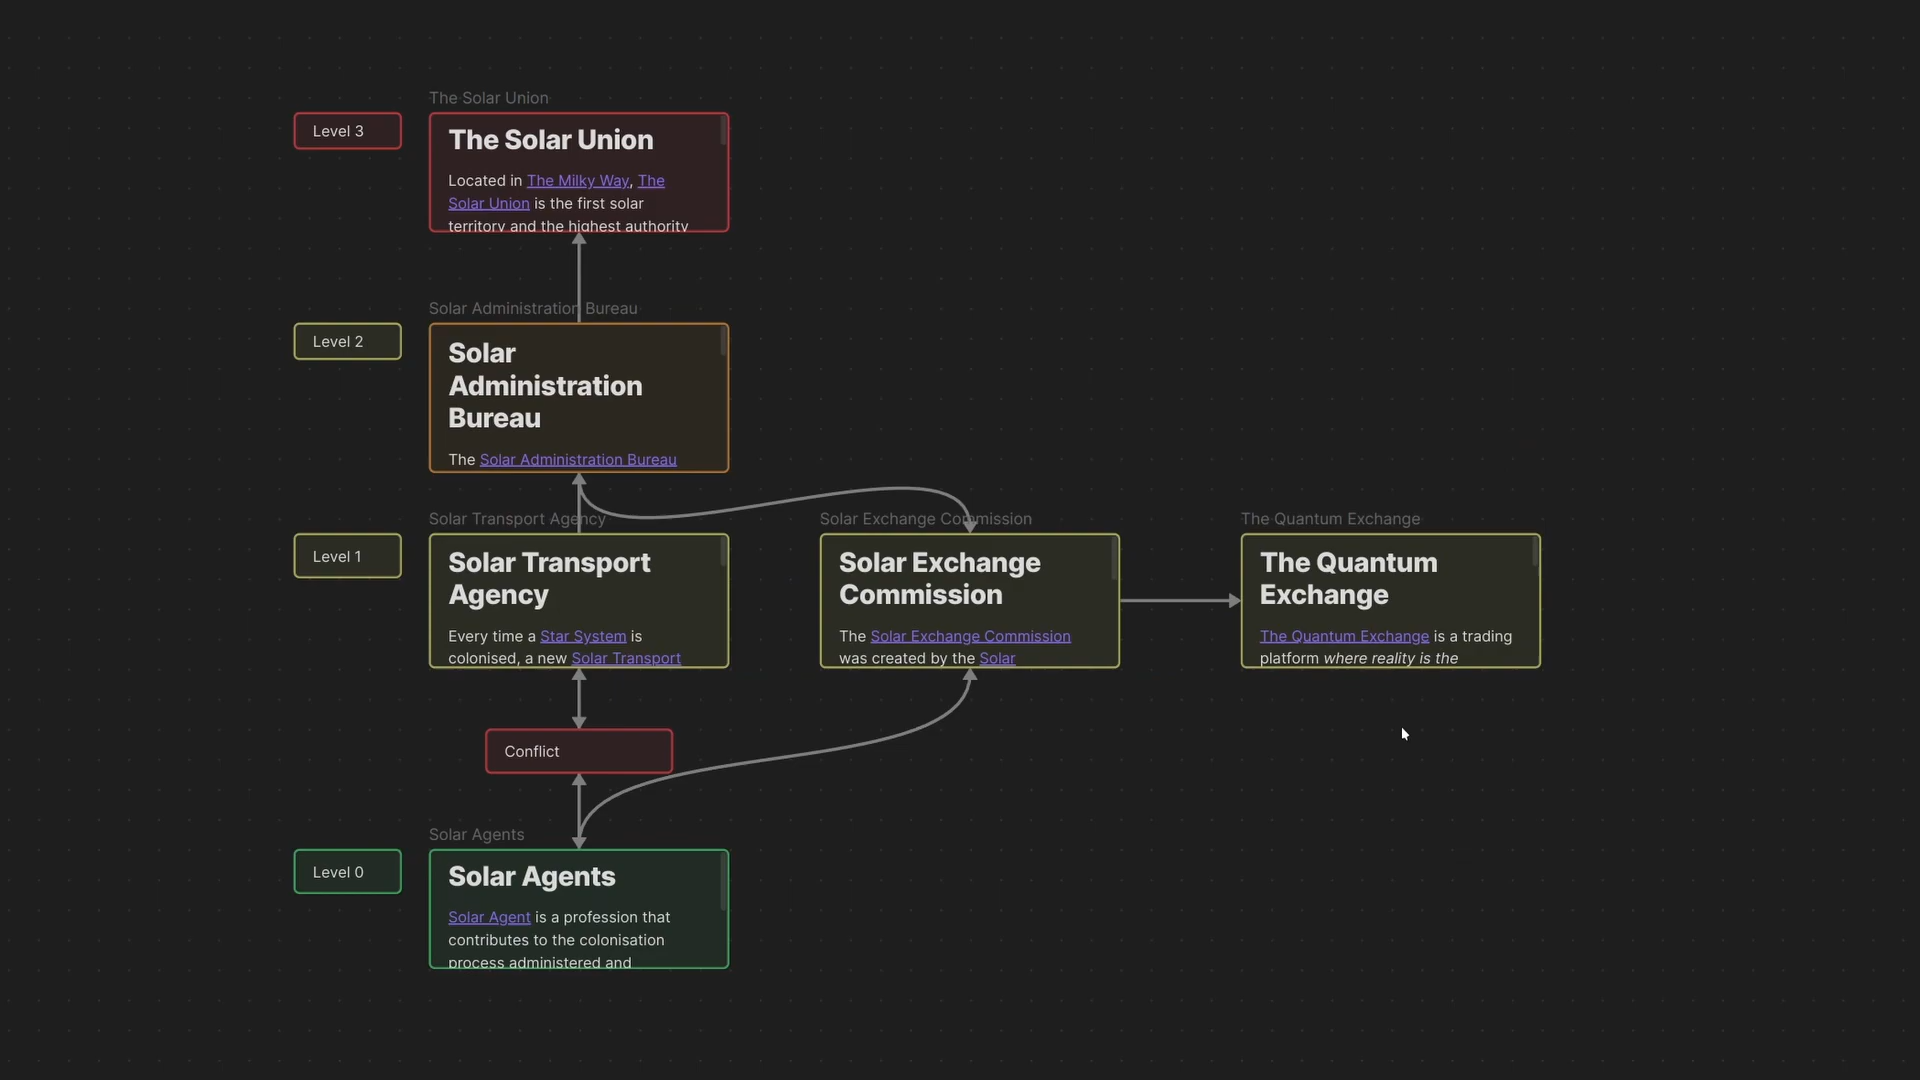 The Solar Union
Level 3
The Solar Union
Located in The Milky Way, The
Solar Union is the first solar
territory and the highest authority
Solar Administration Bureau
Level 2
Solar
Administration
Bureau
The Solar Administration Bureau
Solar Transport Agency
Solar Exchange Commission
The Quantum Exchange
Level 1
Solar Transport
Agency
Every time a Star System is
colonised, a new Solar Transport
Solar Exchange
Commission
The Solar Exchange Commission
was created by the Solar
The Quantum
Exchange
The Quantum Exchange is a trading
platform where reality is the
Conflict
Solar Agents
Level 0
Solar Agents
Solar Agent is a profession that
contributes to the colonisation
process administered and